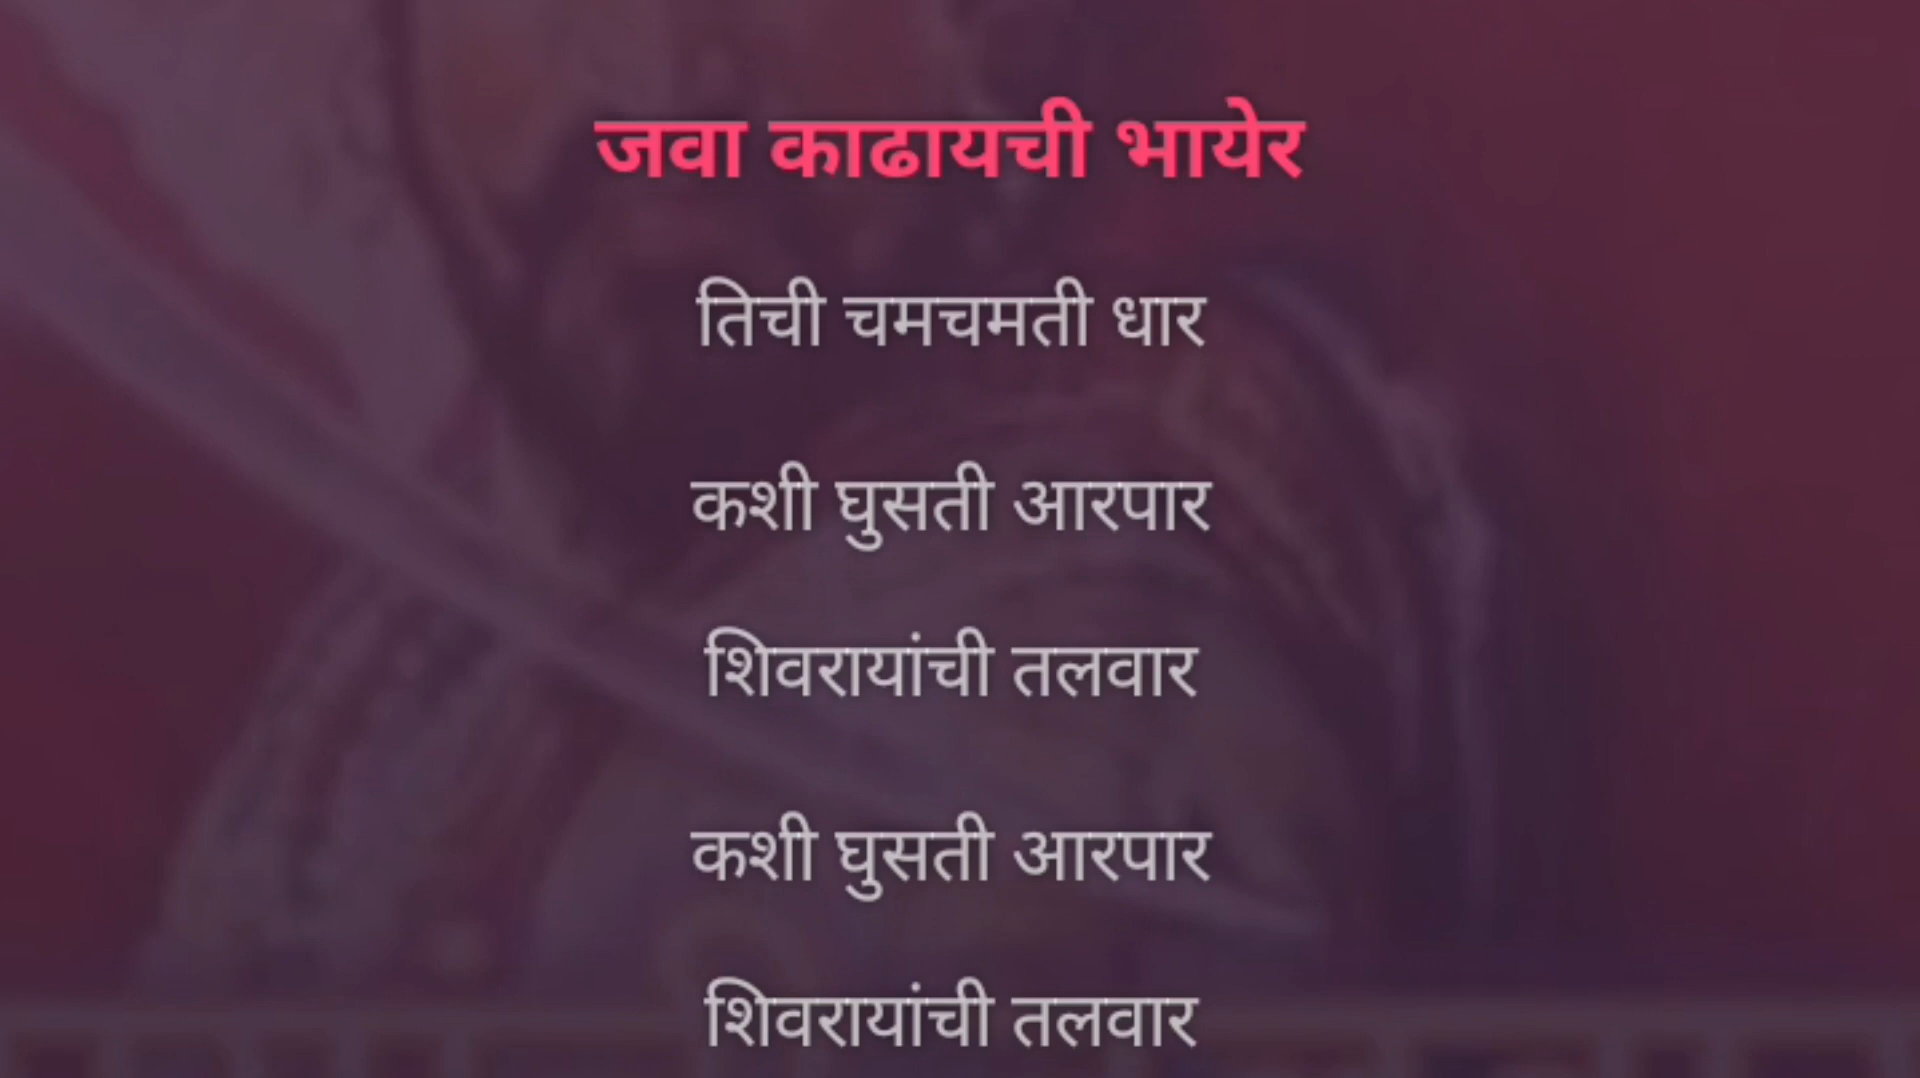 जवा काढायची भायेर
तिची चमचमती धार
कशी घुसती आरपार
शिवरायांची तलवार
कशी घुसती आरपार
शिवरायांची तलवार